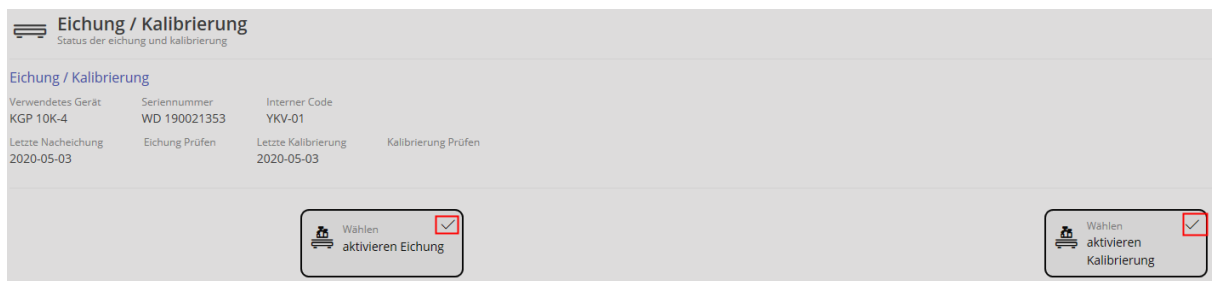 Eichung / Kalibrierung
Status der eichung und kalibrierung
Eichung / Kalibrierung
Verwendetes Gerät Seriennummer Interner Code
KGP 10K-4 WD 190021353 YKV-01
Letzte Nacheichung Eichung Prüfen Letzte Kalibrierung Kalibrierung Prüfen
2020-05-03 2020-05-03
Wählen
aktivieren Eichung
Wählen
aktivieren
Kalibrierung